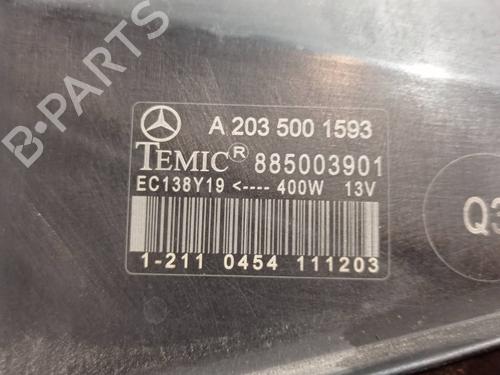 A 203 500 1593
TEMIC® 885003901
EC138Y19 <---- 400W 13V
1-211 0454 111203
Q3
B-PARTS